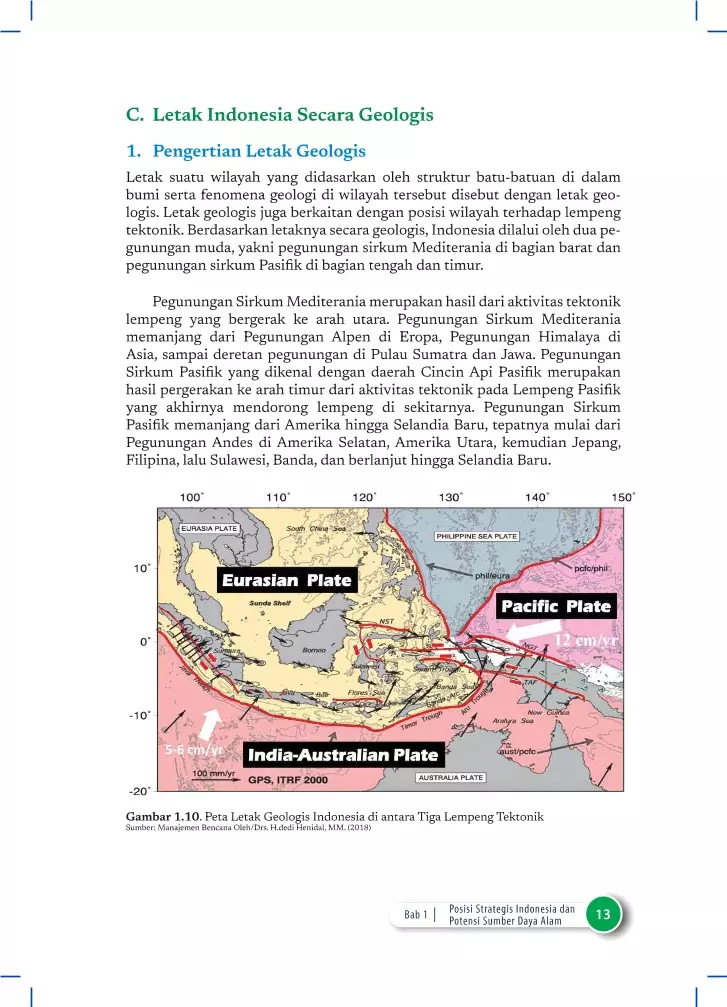 C. Letak Indonesia Secara Geologis
1. Pengertian Letak Geologis
Letak suatu wilayah yang didasarkan oleh struktur batu-batuan di dalam
bumi serta fenomena geologi di wilayah tersebut disebut dengan letak geo-
logis. Letak geologis juga berkaitan dengan posisi wilayah terhadap lempeng
tektonik. Berdasarkan letaknya secara geologis, Indonesia dilalui oleh dua pe-
gunungan muda, yakni pegunungan sirkum Mediterania di bagian barat dan
pegunungan sirkum Pasifik di bagian tengah dan timur.
Pegunungan Sirkum Mediterania merupakan hasil dari aktivitas tektonik
lempeng yang bergerak ke arah utara. Pegunungan Sirkum Mediterania
memanjang dari Pegunungan Alpen di Eropa, Pegunungan Himalaya di
Asia, sampai deretan pegunungan di Pulau Sumatra dan Jawa. Pegunungan
Sirkum Pasifik yang dikenal dengan daerah Cincin Api Pasifik merupakan
hasil pergerakan ke arah timur dari aktivitas tektonik pada Lempeng Pasifik
yang akhirnya mendorong lempeng di sekitarnya. Pegunungan Sirkum
Pasifik memanjang dari Amerika hingga Selandia Baru, tepatnya mulai dari
Pegunungan Andes di Amerika Selatan, Amerika Utara, kemudian Jepang,
Filipina, lalu Sulawesi, Banda, dan berlanjut hingga Selandia Baru.
100° 110° 120° 130° 140° 150°
EURASIA PLATE
South China Sea
PHILIPPINE SEA PLATE
10°
phil/eura
pcfc/phil
Eurasian Plate
Sunda Shelf
Pacific Plate
NST
12 cm/yr
0°
Sumatra
Borneo
NGT
Sulawesi
Seram Trough
Java Trough
TAF
Java
Bali
Flores Sea
Banda Sea
-10°
Timor Trough
Aru Trough
New Guinea
Arafura Sea
5-6 cm/yr
India-Australian Plate
aust/pcfc
100 mm/yr
GPS, ITRF 2000
AUSTRALIA PLATE
-20°
Gambar 1.10. Peta Letak Geologis Indonesia di antara Tiga Lempeng Tektonik
Sumber: Manajemen Bencana Oleh/Drs. H.dedi Henidal, MM. (2018)
Bab 1 |
Posisi Strategis Indonesia dan
Potensi Sumber Daya Alam
13